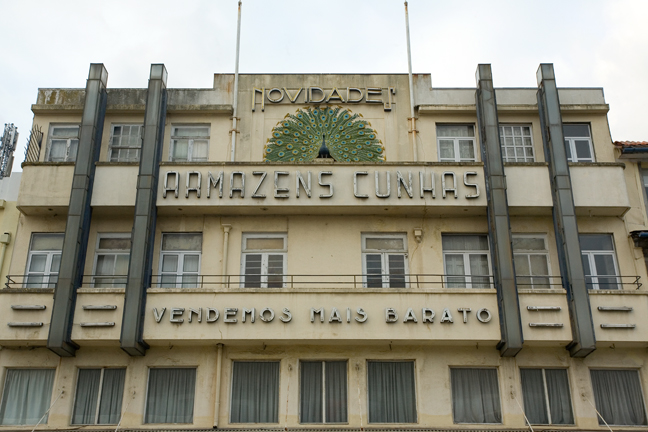 NOVIDADES
ARMAZENS CUNHAS
VENDEMOS MAIS BARATO